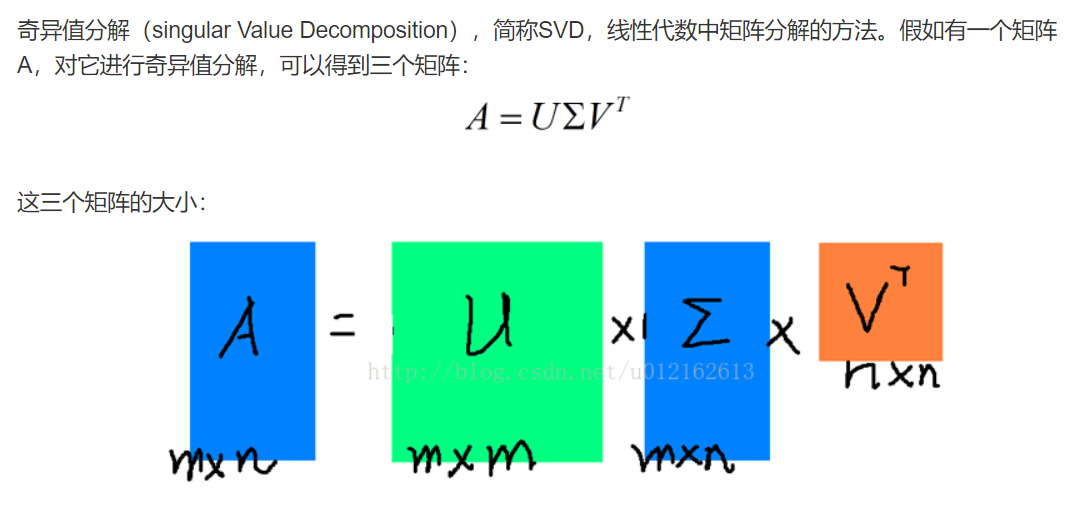 奇异值分解（singular Value Decomposition），简称SVD，线性代数中矩阵分解的方法。假如有一个矩阵
A，对它进行奇异值分解，可以得到三个矩阵：
A = UΣV^T
这三个矩阵的大小：
A = U × Σ × V^T
http://blog.csdn.net/u012162613
m×n m×m m×n n×n